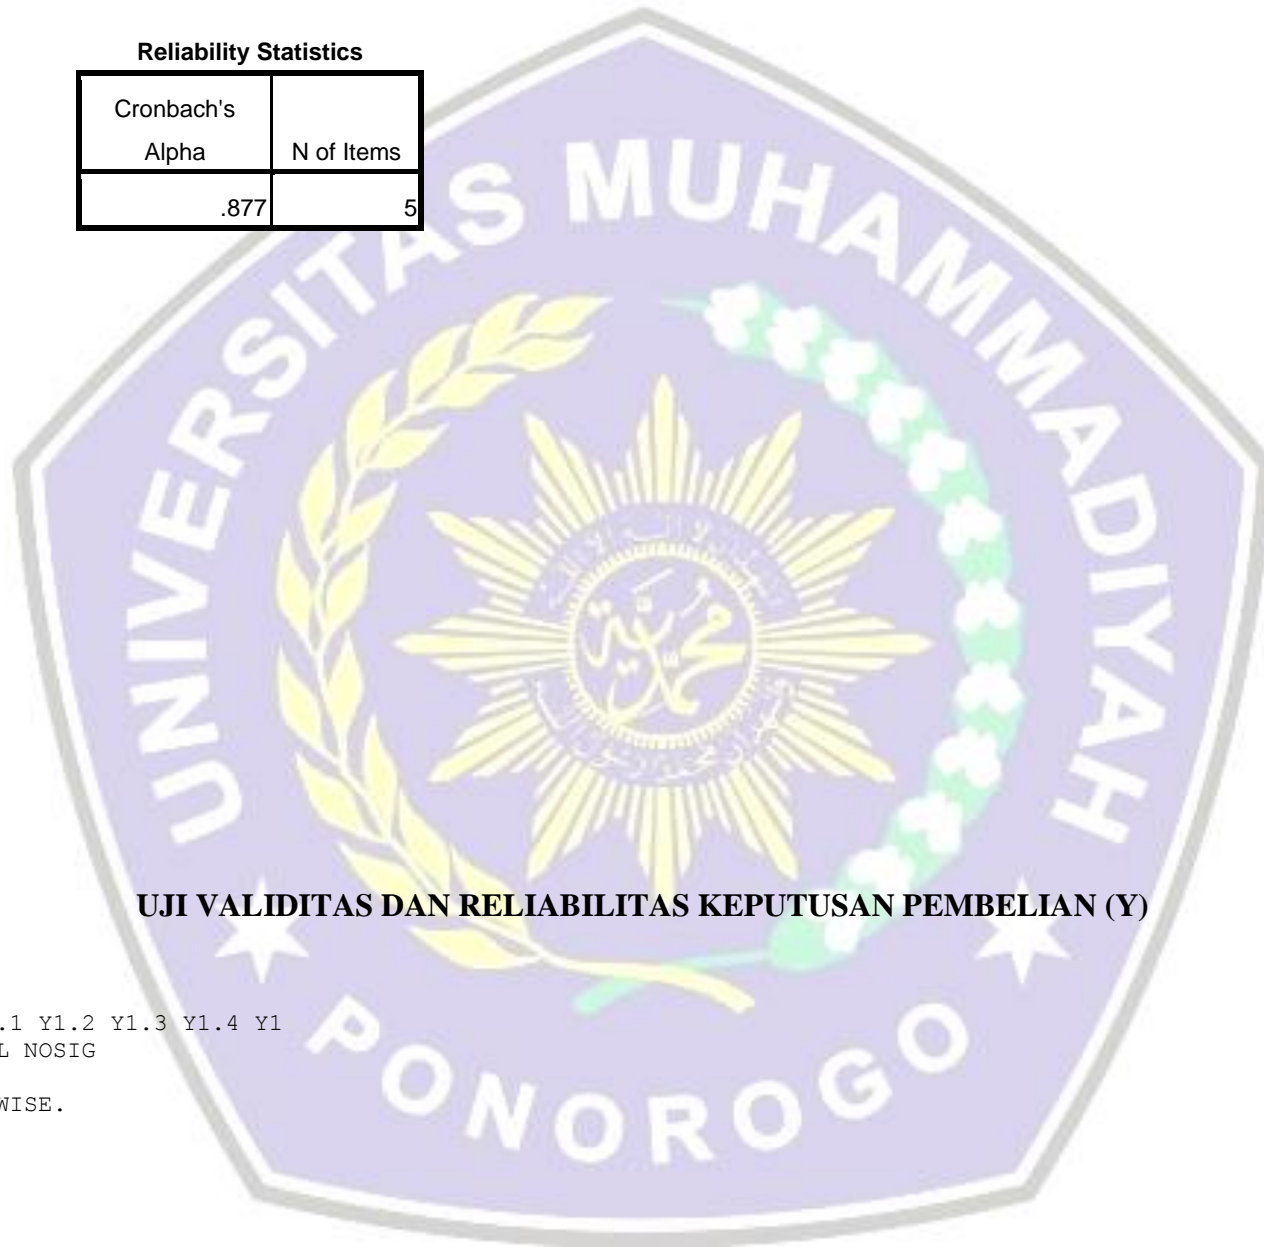 Reliability Statistics
Cronbach's
Alpha
N of Items
.877
5
UNIVERSITAS MUHAMMADIYAH
محمدية
UJI VALIDITAS DAN RELIABILITAS KEPUTUSAN PEMBELIAN (Y)
.1 Y1.2 Y1.3 Y1.4 Y1
L NOSIG
WISE.
PONOROGO